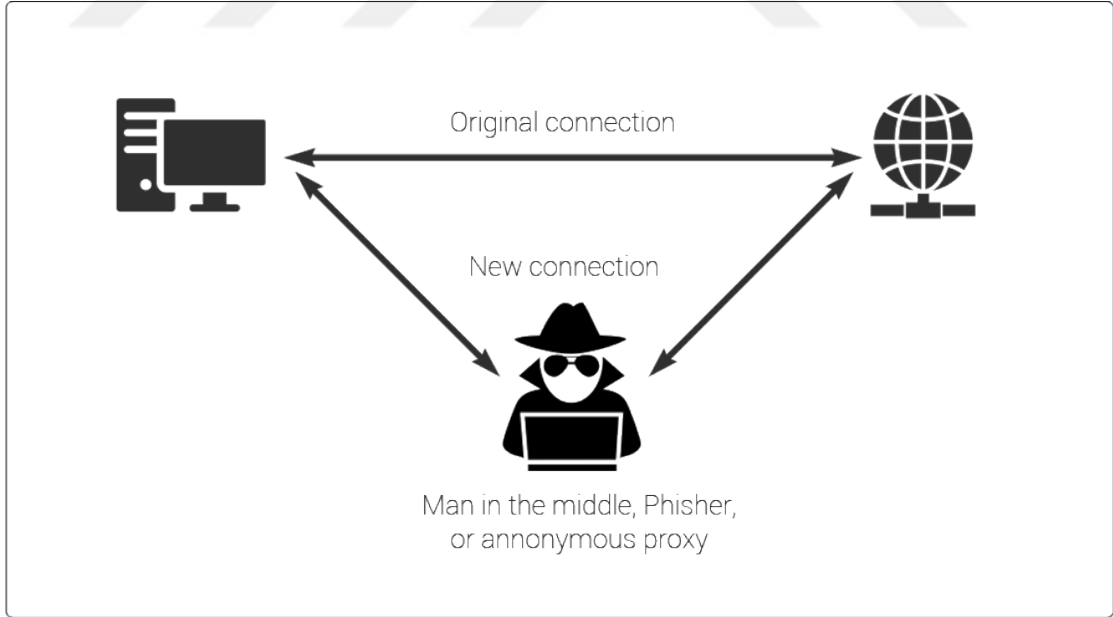 Original connection
New connection
Man in the middle, Phisher,
or annonymous proxy